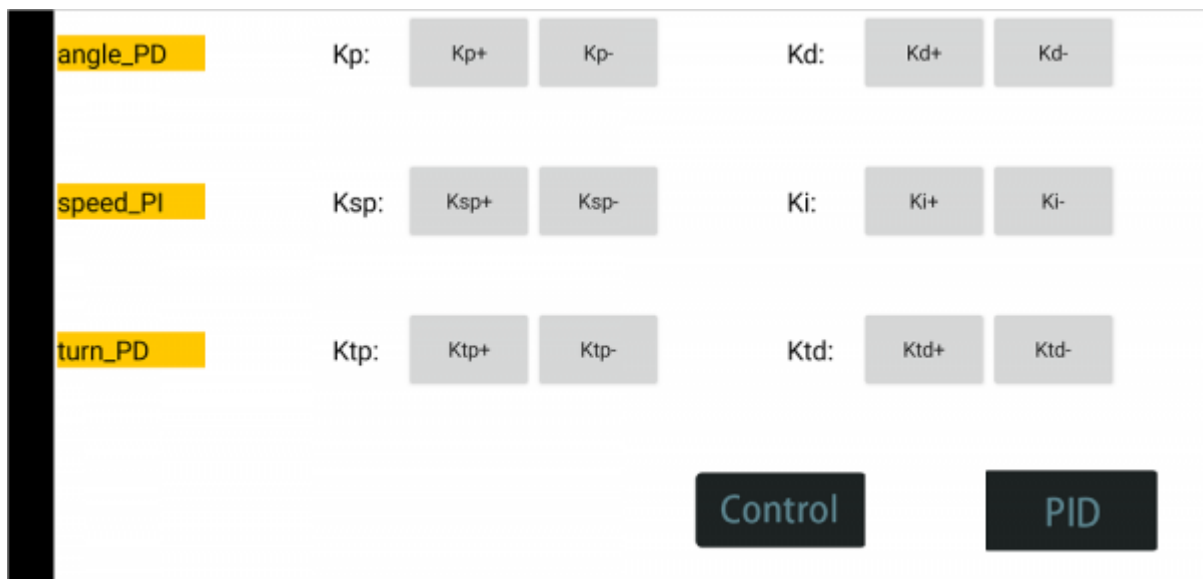 angle_PD Kp: Kp+ Kp- Kd: Kd+ Kd-
speed_PI Ksp: Ksp+ Ksp- Ki: Ki+ Ki-
turn_PD Ktp: Ktp+ Ktp- Ktd: Ktd+ Ktd-
Control PID